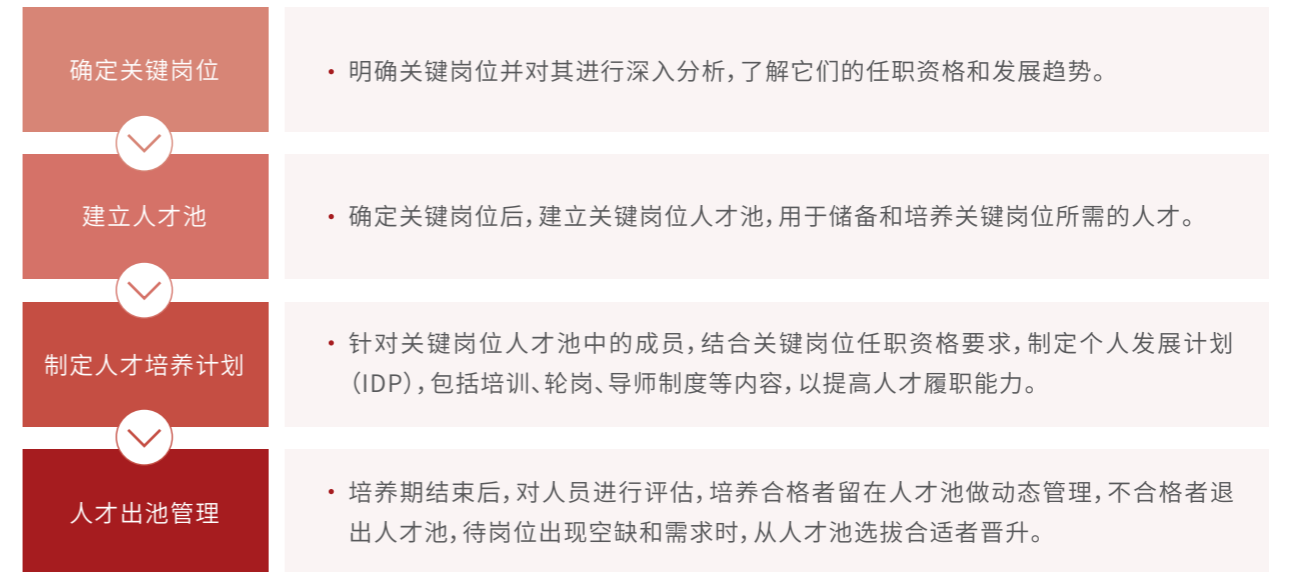 确定关键岗位
• 明确关键岗位并对其进行深入分析，了解它们的任职资格和发展趋势。
建立人才池
• 确定关键岗位后，建立关键岗位人才池，用于储备和培养关键岗位所需的人才。
制定人才培养计划
• 针对关键岗位人才池中的成员，结合关键岗位任职资格要求，制定个人发展计划
（IDP），包括培训、轮岗、导师制度等内容，以提高人才履职能力。
人才出池管理
• 培养期结束后，对人员进行评估，培养合格者留在人才池做动态管理，不合格者退
出人才池，待岗位出现空缺和需求时，从人才池选拔合适者晋升。